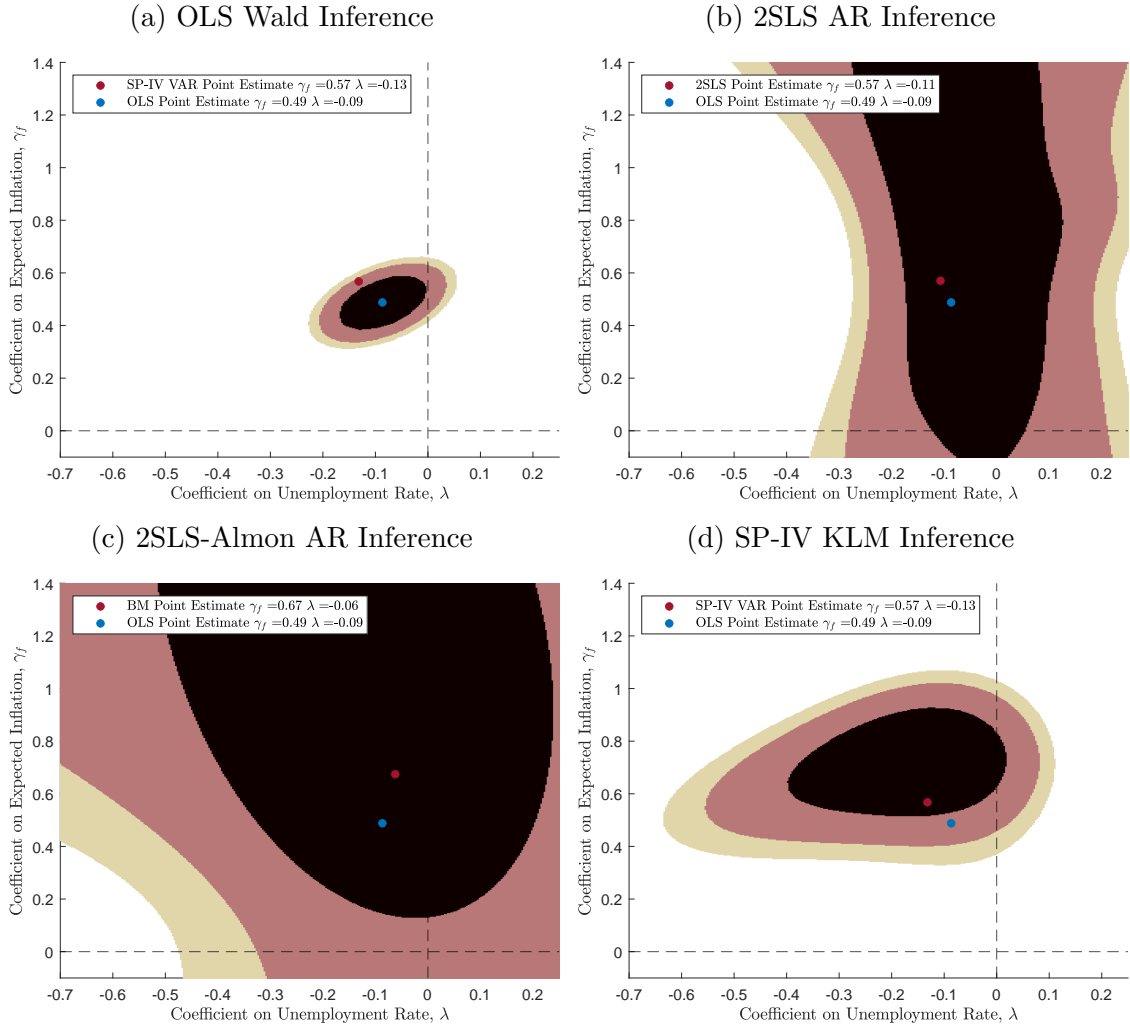 (a) OLS Wald Inference
1.4
1.2
1
0.8
0.6
0.4
0.2
0
Coefficient on Expected Inflation, γf
SP-IV VAR Point Estimate γf =0.57 λ =-0.13
OLS Point Estimate γf =0.49 λ =-0.09
-0.7 -0.6 -0.5 -0.4 -0.3 -0.2 -0.1 0 0.1 0.2
Coefficient on Unemployment Rate, λ
(b) 2SLS AR Inference
1.4
1.2
1
0.8
0.6
0.4
0.2
0
Coefficient on Expected Inflation, γf
2SLS Point Estimate γf =0.57 λ =-0.11
OLS Point Estimate γf =0.49 λ =-0.09
-0.7 -0.6 -0.5 -0.4 -0.3 -0.2 -0.1 0 0.1 0.2
Coefficient on Unemployment Rate, λ
(c) 2SLS-Almon AR Inference
1.4
1.2
1
0.8
0.6
0.4
0.2
0
Coefficient on Expected Inflation, γf
BM Point Estimate γf =0.67 λ =-0.06
OLS Point Estimate γf =0.49 λ =-0.09
-0.7 -0.6 -0.5 -0.4 -0.3 -0.2 -0.1 0 0.1 0.2
Coefficient on Unemployment Rate, λ
(d) SP-IV KLM Inference
1.4
1.2
1
0.8
0.6
0.4
0.2
0
Coefficient on Expected Inflation, γf
SP-IV VAR Point Estimate γf =0.57 λ =-0.13
OLS Point Estimate γf =0.49 λ =-0.09
-0.7 -0.6 -0.5 -0.4 -0.3 -0.2 -0.1 0 0.1 0.2
Coefficient on Unemployment Rate, λ